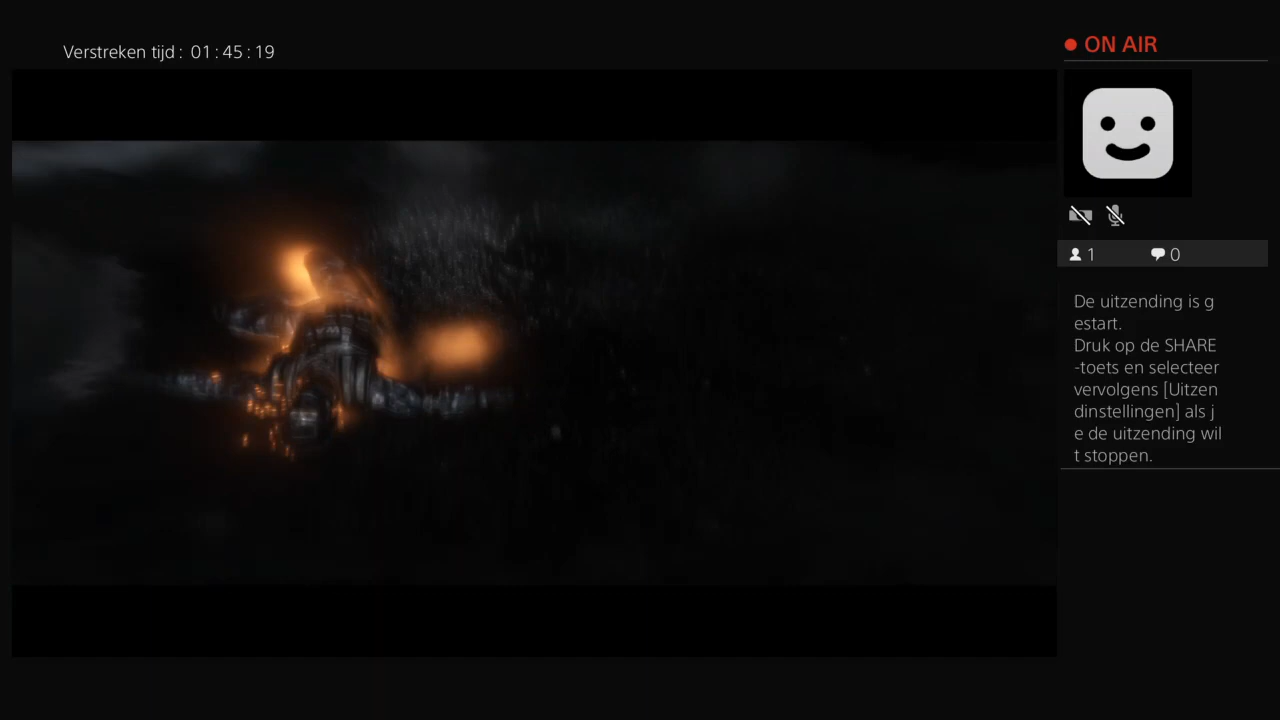 Verstreken tijd : 01 : 45 : 19
ON AIR
1 0
De uitzending is g
estart.
Druk op de SHARE
-toets en selecteer
vervolgens [Uitzen
dinstellingen] als j
e de uitzending wil
t stoppen.